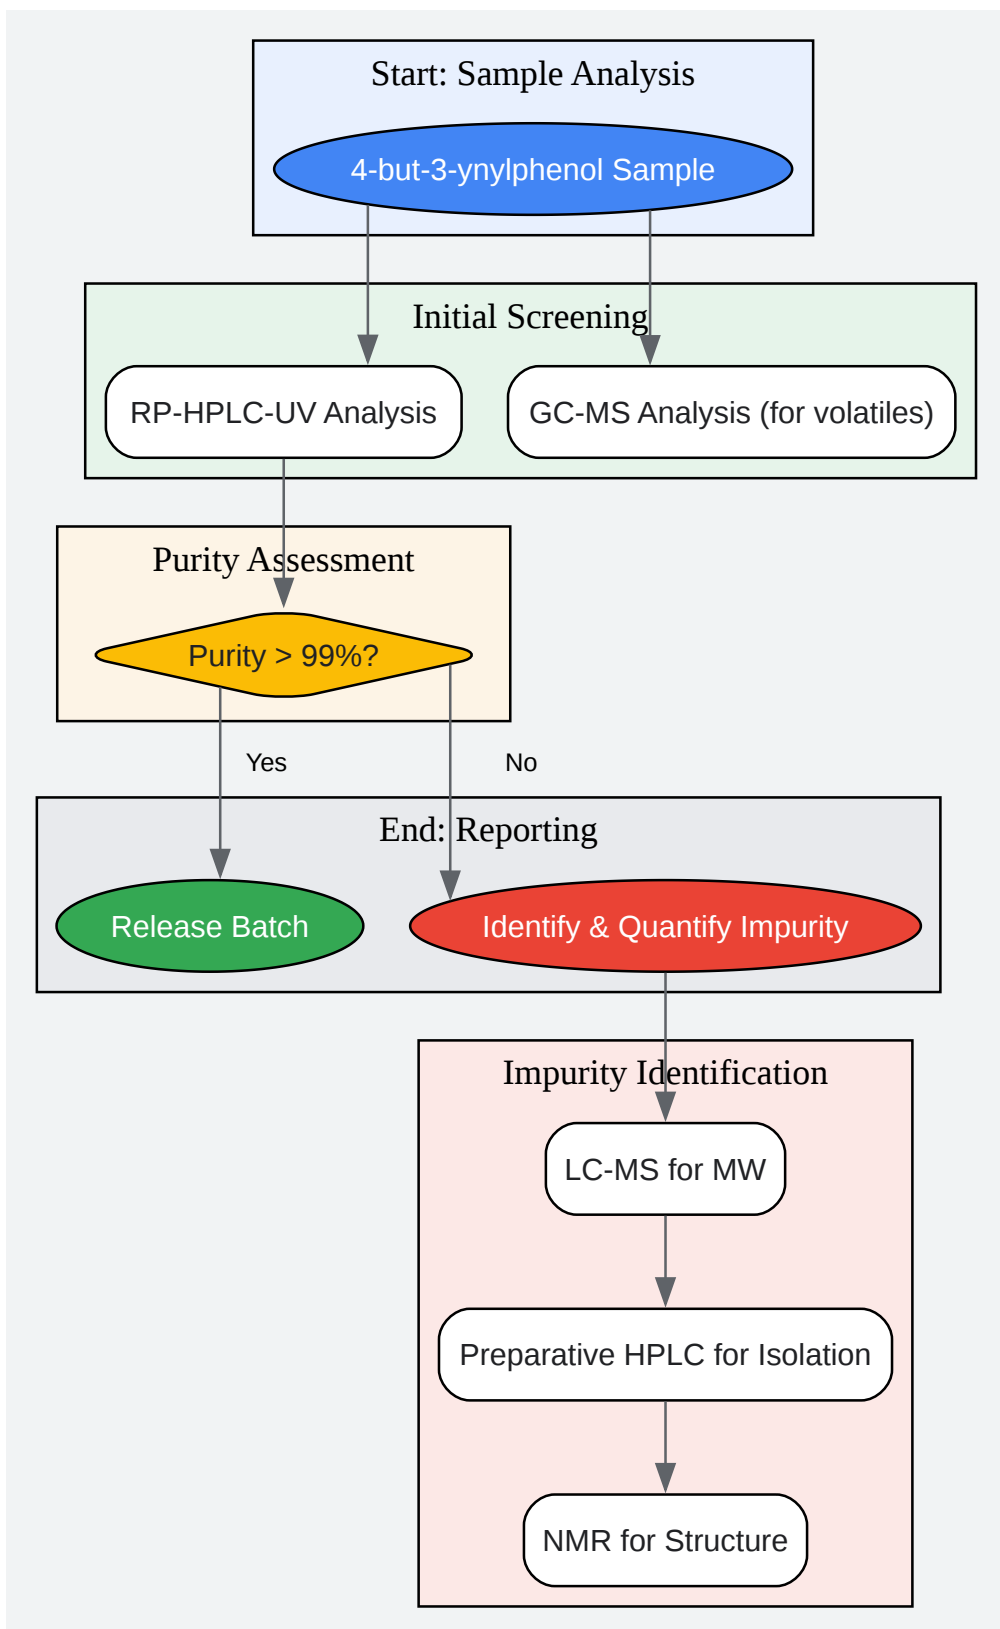 Start: Sample Analysis
4-but-3-ynylphenol Sample
Initial Screening
RP-HPLC-UV Analysis
GC-MS Analysis (for volatiles)
Purity Assessment
Purity > 99%?
Yes
No
End: Reporting
Release Batch
Identify & Quantify Impurity
Impurity Identification
LC-MS for MW
Preparative HPLC for Isolation
NMR for Structure